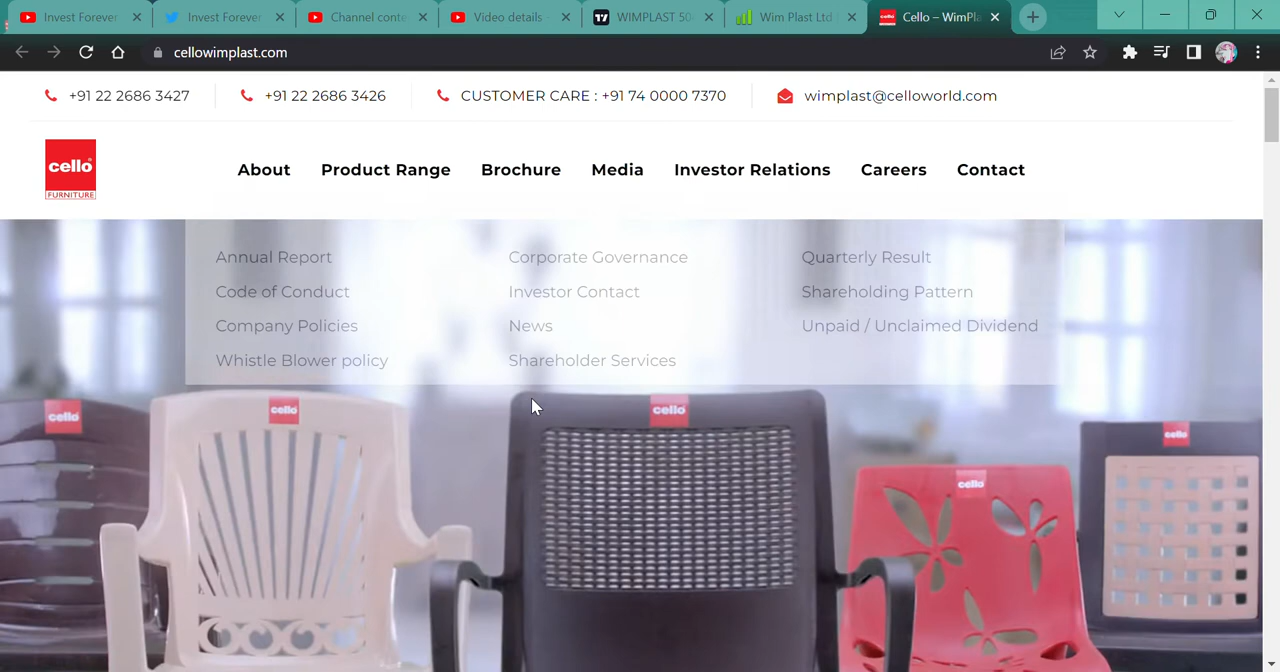 Invest Forever
Invest Forever
Channel conte
Video details -
WIMPLAST 50
Wim Plast Ltd
Cello – WimPla
cellowimplast.com
+91 22 2686 3427
+91 22 2686 3426
CUSTOMER CARE : +91 74 0000 7370
wimplast@celloworld.com
cello
FURNITURE
About
Product Range
Brochure
Media
Investor Relations
Careers
Contact
Annual Report
Corporate Governance
Quarterly Result
Code of Conduct
Investor Contact
Shareholding Pattern
Company Policies
News
Unpaid / Unclaimed Dividend
Whistle Blower policy
Shareholder Services
cello
cello
cello
cello
cello